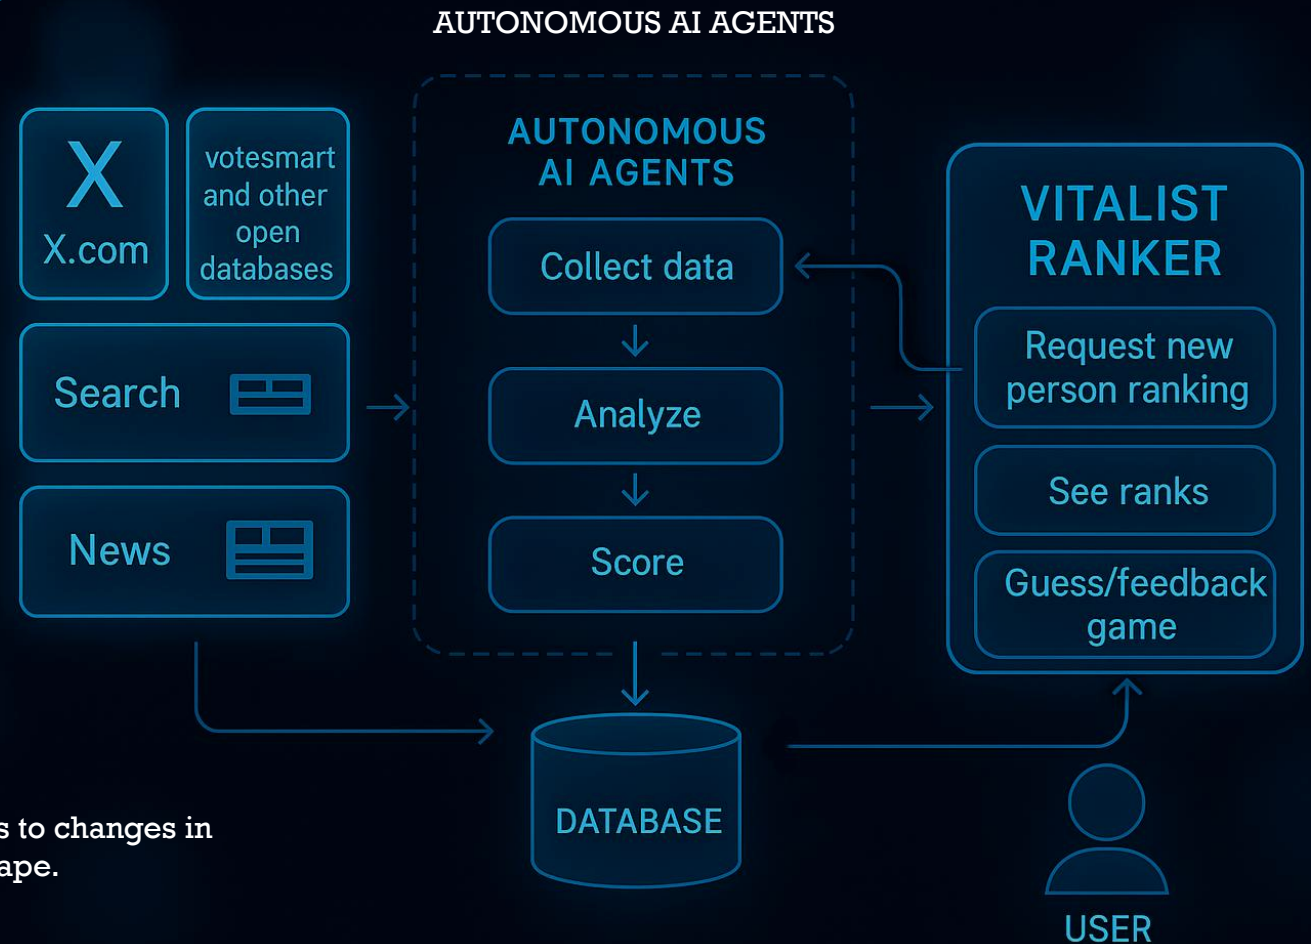 AUTONOMOUS AI AGENTS
X
X.com
votesmart
and other
open
databases
Search
News
AUTONOMOUS
AI AGENTS
Collect data
Analyze
Score
DATABASE
VITALIST
RANKER
Request new
person ranking
See ranks
Guess/feedback
game
USER
s to changes in
ape.